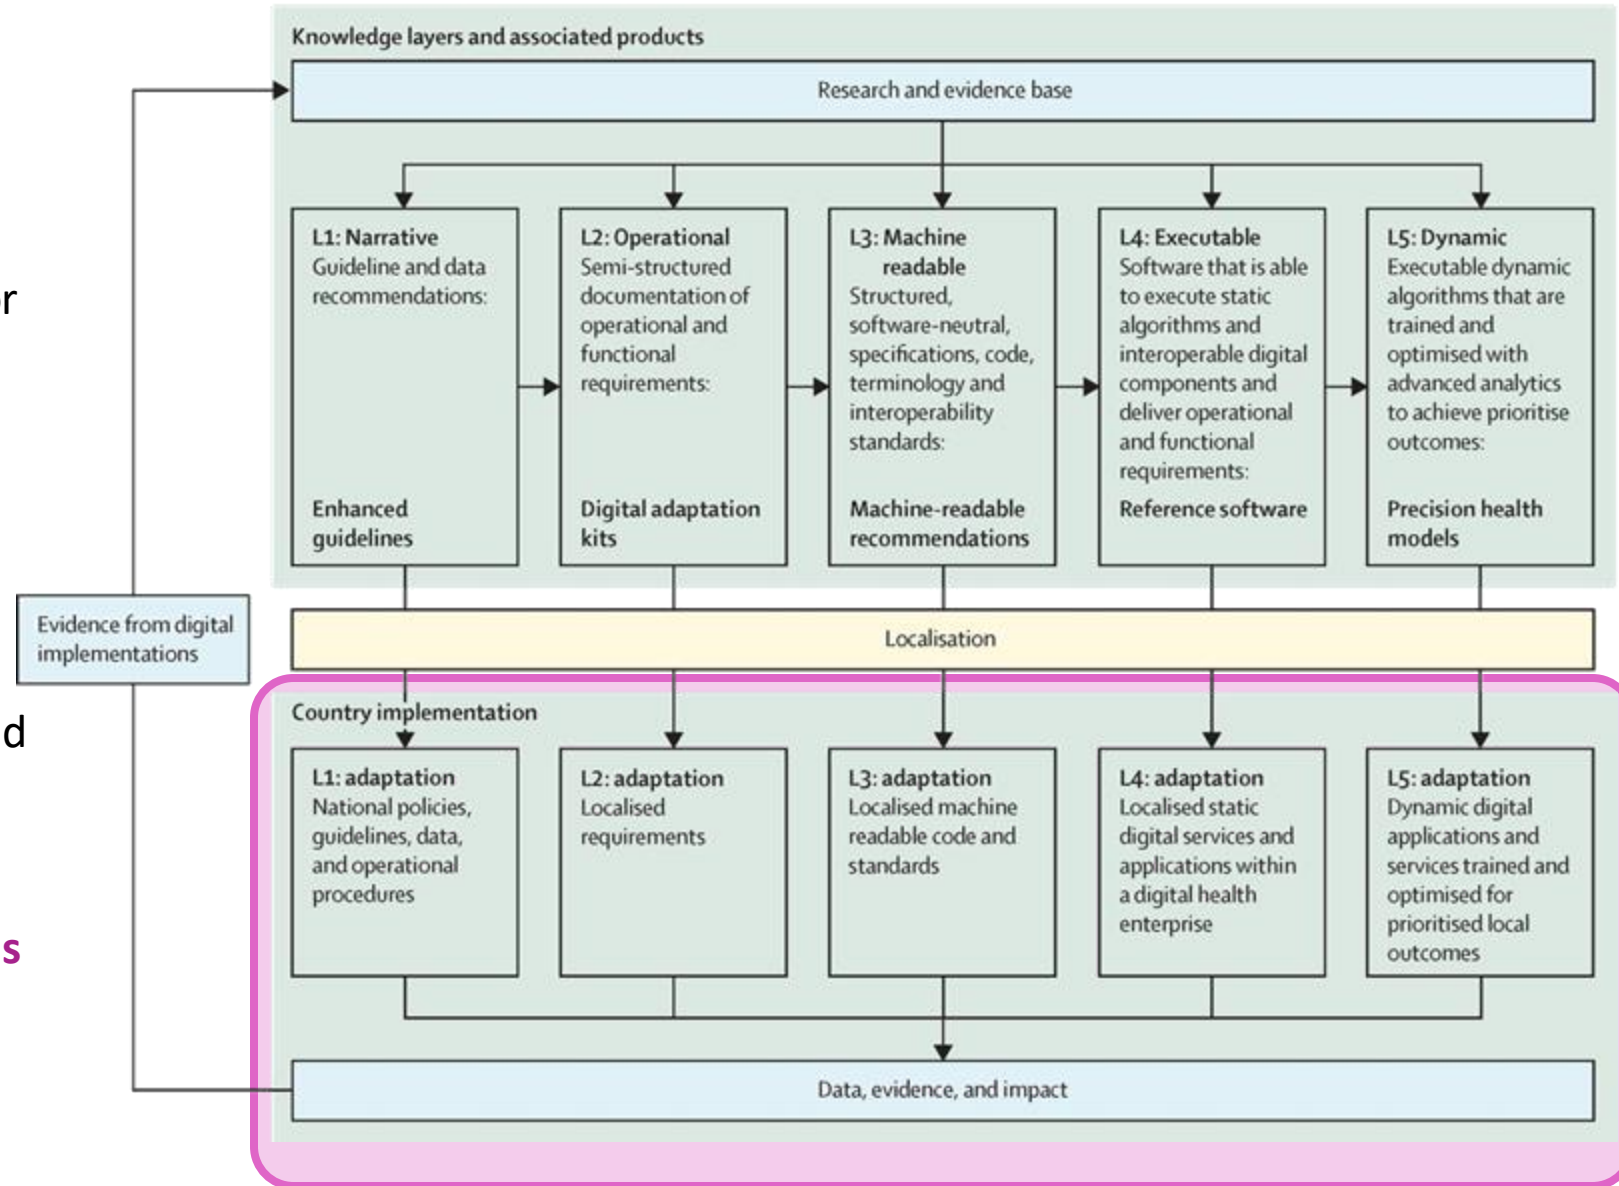 Knowledge layers and associated products
Research and evidence base
L1: Narrative
Guideline and data
recommendations:
Enhanced
guidelines
L2: Operational
Semi-structured
documentation of
operational and
functional
requirements:
Digital adaptation
kits
L3: Machine
readable
Structured,
software-neutral,
specifications, code,
terminology and
interoperability
standards:
Machine-readable
recommendations
L4: Executable
Software that is able
to execute static
algorithms and
interoperable digital
components and
deliver operational
and functional
requirements:
Reference software
L5: Dynamic
Executable dynamic
algorithms that are
trained and
optimised with
advanced analytics
to achieve prioritise
outcomes:
Precision health
models
Evidence from digital
implementations
Localisation
Country implementation
L1: adaptation
National policies,
guidelines, data,
and operational
procedures
L2: adaptation
Localised
requirements
L3: adaptation
Localised machine
readable code and
standards
L4: adaptation
Localised static
digital services and
applications within
a digital health
enterprise
L5: adaptation
Dynamic digital
applications and
services trained and
optimised for
prioritised local
outcomes
Data, evidence, and impact